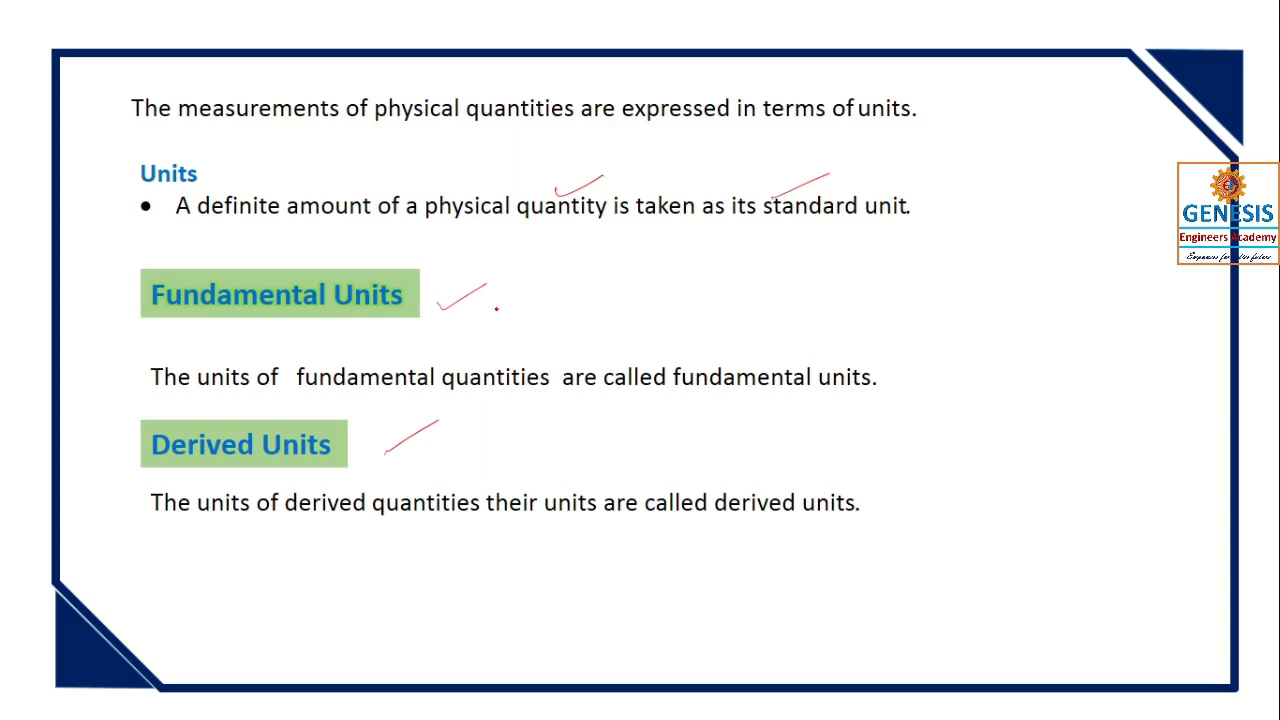 The measurements of physical quantities are expressed in terms of units.
Units
• A definite amount of a physical quantity is taken as its standard unit.
GENESIS
Engineers Academy
Fundamental Units
The units of fundamental quantities are called fundamental units.
Derived Units
The units of derived quantities their units are called derived units.